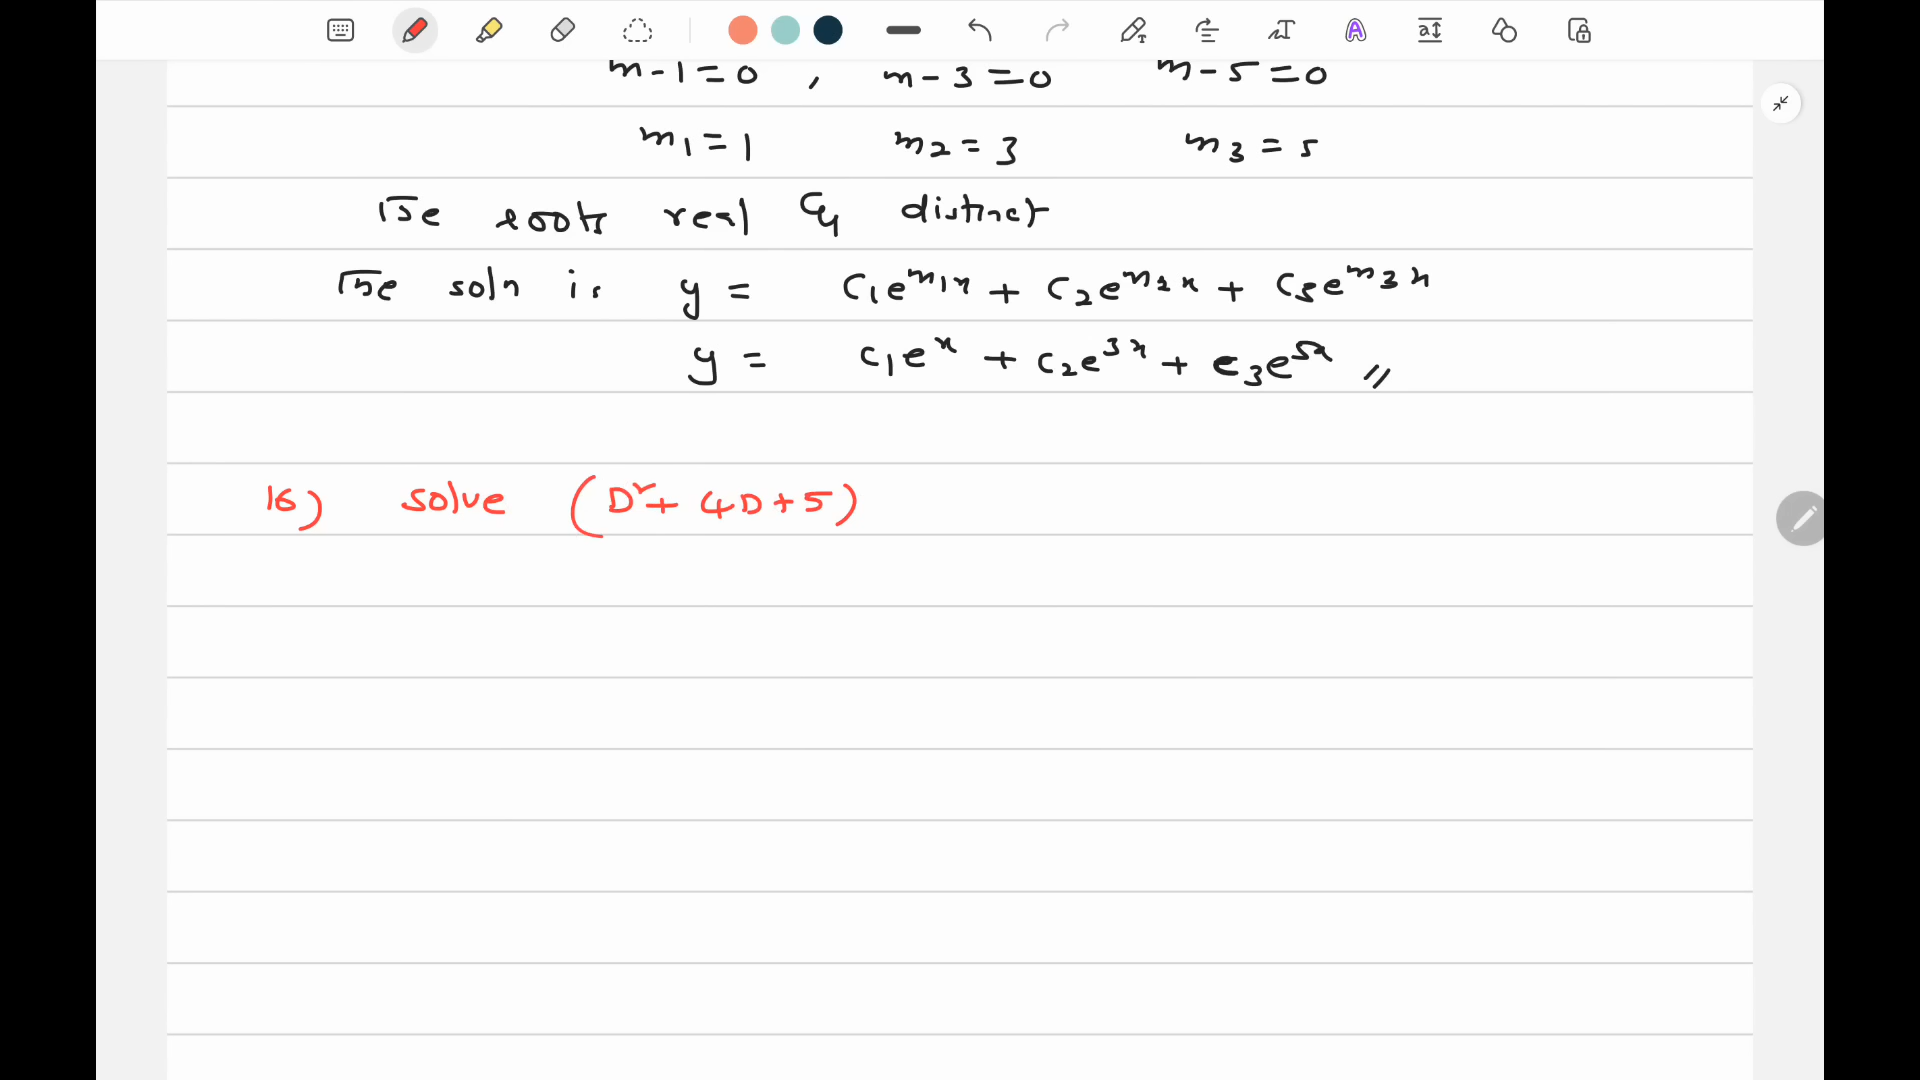 m - 1 = 0 , m - 3 = 0 m - 5 = 0
m₁ = 1 m₂ = 3 m₃ = 5
The roots real & distinct
The soln is y = c₁e^{m₁x} + c₂e^{m₂x} + c₃e^{m₃x}
y = c₁e^{x} + c₂e^{3x} + e₃e^{5x} //
16) solve (D² + 4D + 5)